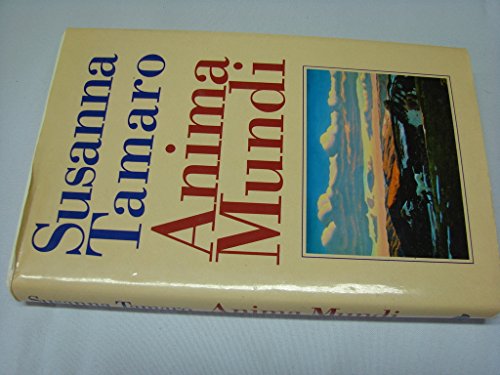 Susanna
Tamaro
Anima
Mundi
Susanna Tamaro Anima Mundi